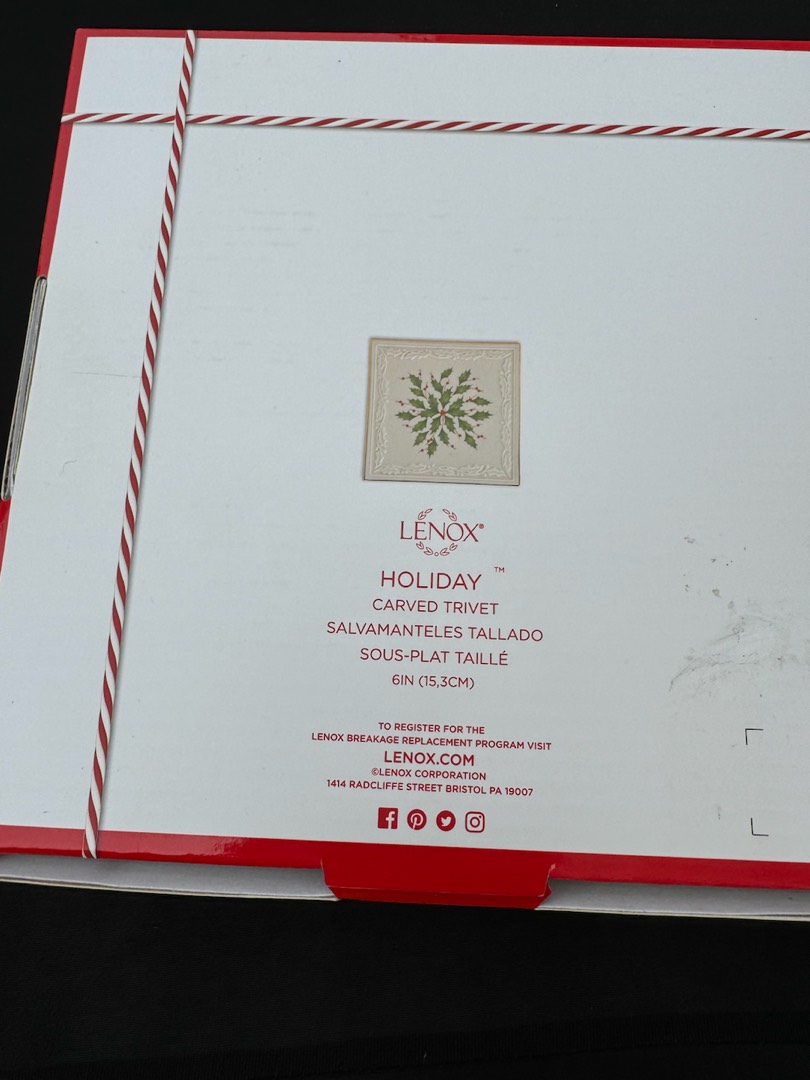 LENOX®
HOLIDAY™
CARVED TRIVET
SALVAMANTELES TALLADO
SOUS-PLAT TAILLÉ
6IN (15,3CM)
TO REGISTER FOR THE
LENOX BREAKAGE REPLACEMENT PROGRAM VISIT
LENOX.COM
©LENOX CORPORATION
1414 RADCLIFFE STREET BRISTOL PA 19007